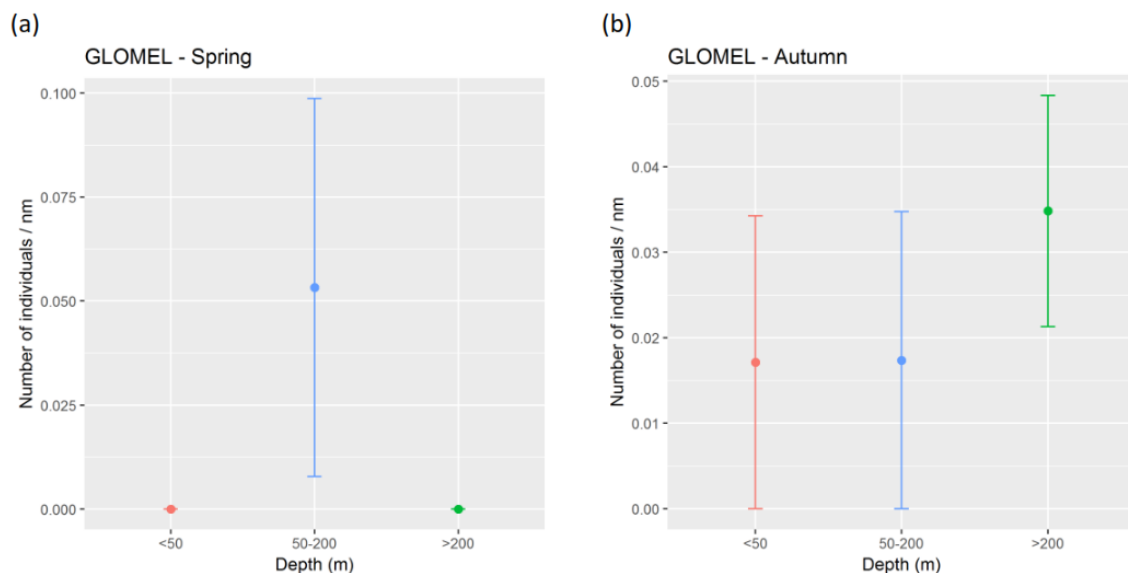 (a)
GLOMEL - Spring
Number of individuals / nm
0.100
0.075
0.050
0.025
0.000
<50
50-200
>200
Depth (m)
(b)
GLOMEL - Autumn
Number of individuals / nm
0.05
0.04
0.03
0.02
0.01
0.00
<50
50-200
>200
Depth (m)